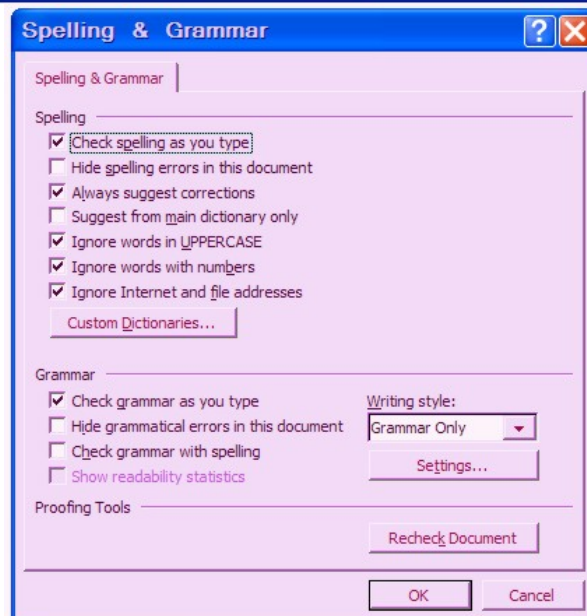 Spelling & Grammar
Spelling & Grammar
Spelling
Check spelling as you type
Hide spelling errors in this document
Always suggest corrections
Suggest from main dictionary only
Ignore words in UPPERCASE
Ignore words with numbers
Ignore Internet and file addresses
Custom Dictionaries...
Grammar
Check grammar as you type
Writing style:
Hide grammatical errors in this document
Grammar Only
Check grammar with spelling
Settings...
Show readability statistics
Proofing Tools
Recheck Document
OK
Cancel